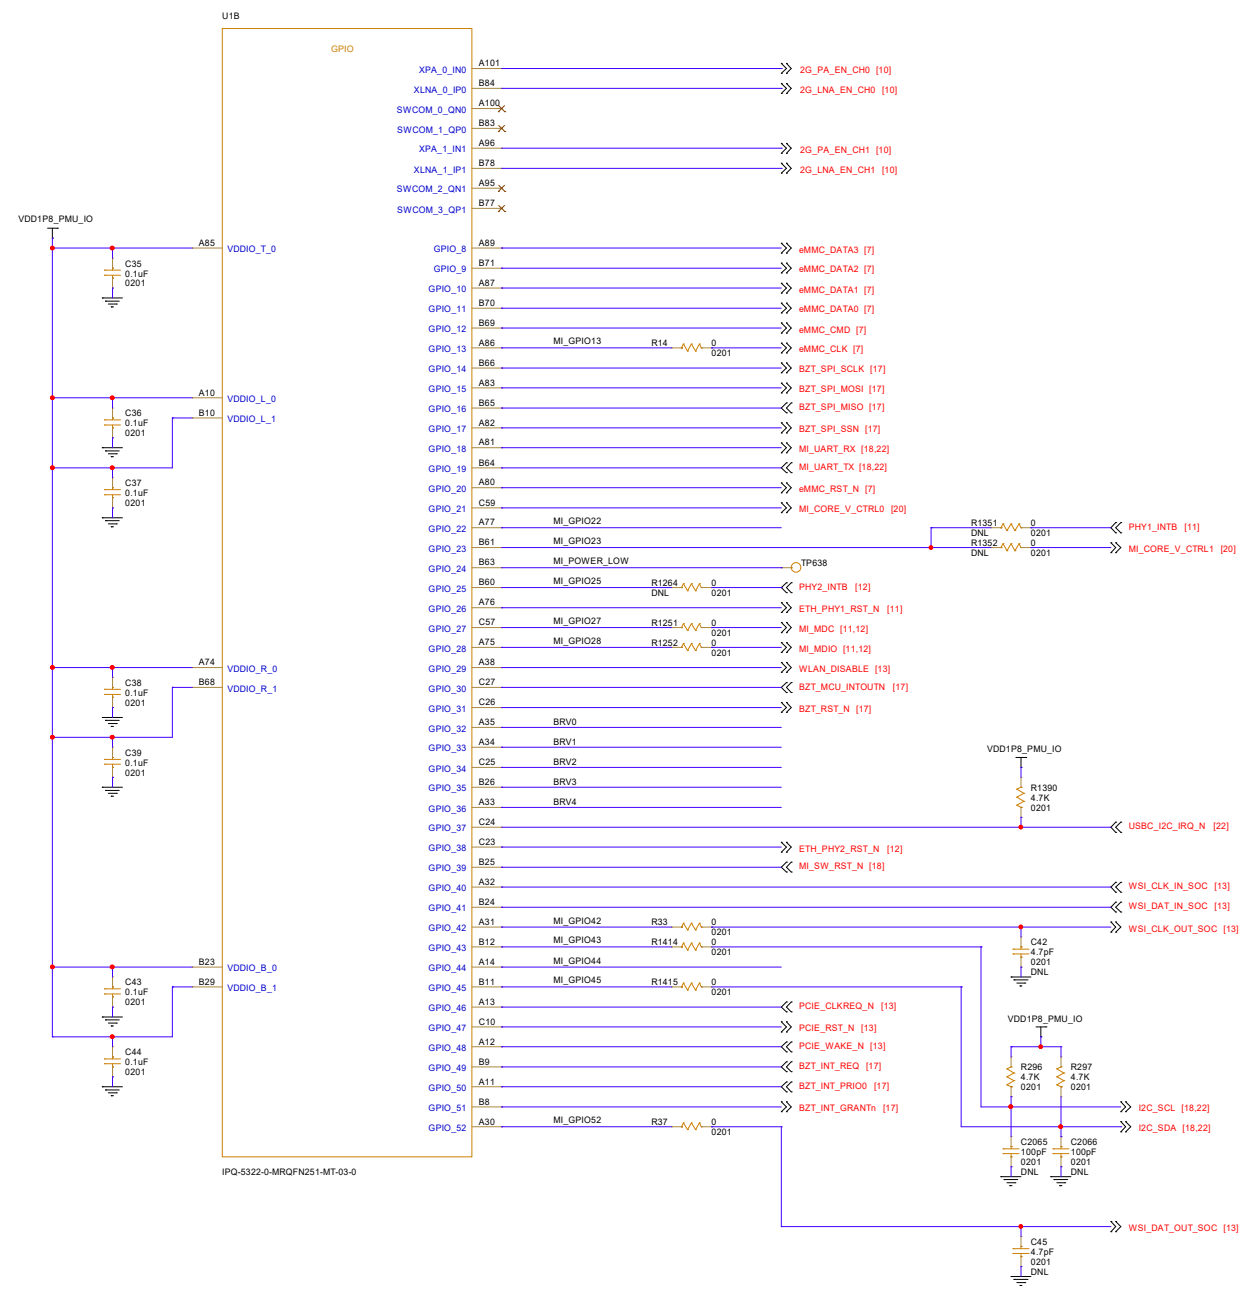 U1B
GPIO
XPA_0_IN0 A101 2G_PA_EN_CH0 [10]
XLNA_0_IP0 B84 2G_LNA_EN_CH0 [10]
SWCOM_0_QN0 A100
SWCOM_1_QP0 B83
XPA_1_IN1 A96 2G_PA_EN_CH1 [10]
XLNA_1_IP1 B78 2G_LNA_EN_CH1 [10]
SWCOM_2_QN1 A95
SWCOM_3_QP1 B77
VDD1P8_PMU_IO
A85 VDDIO_T_0
C35
0.1uF
0201
A10 VDDIO_L_0
B10 VDDIO_L_1
C36
0.1uF
0201
C37
0.1uF
0201
A74 VDDIO_R_0
B68 VDDIO_R_1
C38
0.1uF
0201
C39
0.1uF
0201
B23 VDDIO_B_0
B29 VDDIO_B_1
C43
0.1uF
0201
C44
0.1uF
0201
GPIO_8 A89 eMMC_DATA3 [7]
GPIO_9 B71 eMMC_DATA2 [7]
GPIO_10 A87 eMMC_DATA1 [7]
GPIO_11 B70 eMMC_DATA0 [7]
GPIO_12 B69 eMMC_CMD [7]
GPIO_13 A86 MI_GPIO13 R14 0 0201 eMMC_CLK [7]
GPIO_14 B66 BZT_SPI_SCLK [17]
GPIO_15 A83 BZT_SPI_MOSI [17]
GPIO_16 B65 BZT_SPI_MISO [17]
GPIO_17 A82 BZT_SPI_SSN [17]
GPIO_18 A81 MI_UART_RX [18,22]
GPIO_19 B64 MI_UART_TX [18,22]
GPIO_20 A80 eMMC_RST_N [7]
GPIO_21 C59 MI_CORE_V_CTRL0 [20]
GPIO_22 A77 MI_GPIO22 R1351 DNL 0 0201 PHY1_INTB [11]
GPIO_23 B61 MI_GPIO23 R1352 DNL 0 0201 MI_CORE_V_CTRL1 [20]
GPIO_24 B63 MI_POWER_LOW TP638
GPIO_25 B60 MI_GPIO25 R1264 DNL 0 0201 PHY2_INTB [12]
GPIO_26 A76 ETH_PHY1_RST_N [11]
GPIO_27 C57 MI_GPIO27 R1251 0 0201 MI_MDC [11,12]
GPIO_28 A75 MI_GPIO28 R1252 0 0201 MI_MDIO [11,12]
GPIO_29 A38 WLAN_DISABLE [13]
GPIO_30 C27 BZT_MCU_INTOUTN [17]
GPIO_31 C26 BZT_RST_N [17]
GPIO_32 A35 BRV0
GPIO_33 A34 BRV1
GPIO_34 C25 BRV2
GPIO_35 B26 BRV3
GPIO_36 A33 BRV4
VDD1P8_PMU_IO
R1390
4.7K
0201
GPIO_37 C24 USBC_I2C_IRQ_N [22]
GPIO_38 C23 ETH_PHY2_RST_N [12]
GPIO_39 B25 MI_SW_RST_N [18]
GPIO_40 A32 WSI_CLK_IN_SOC [13]
GPIO_41 B24 WSI_DAT_IN_SOC [13]
GPIO_42 A31 MI_GPIO42 R33 0 0201 WSI_CLK_OUT_SOC [13]
C42
4.7pF
0201
DNL
GPIO_43 B12 MI_GPIO43 R1414 0 0201
GPIO_44 A14 MI_GPIO44
GPIO_45 B11 MI_GPIO45 R1415 0 0201
GPIO_46 A13 PCIE_CLKREQ_N [13]
GPIO_47 C10 PCIE_RST_N [13]
GPIO_48 A12 PCIE_WAKE_N [13]
GPIO_49 B9 BZT_INT_REQ [17]
GPIO_50 A11 BZT_INT_PRIO0 [17]
GPIO_51 B8 BZT_INT_GRANTn [17]
GPIO_52 A30 MI_GPIO52 R37 0 0201
VDD1P8_PMU_IO
R296
4.7K
0201
R297
4.7K
0201
I2C_SCL [18,22]
I2C_SDA [18,22]
C2065
100pF
0201
DNL
C2066
100pF
0201
DNL
IPQ-5322-0-MRQFN251-MT-03-0
WSI_DAT_OUT_SOC [13]
C45
4.7pF
0201
DNL